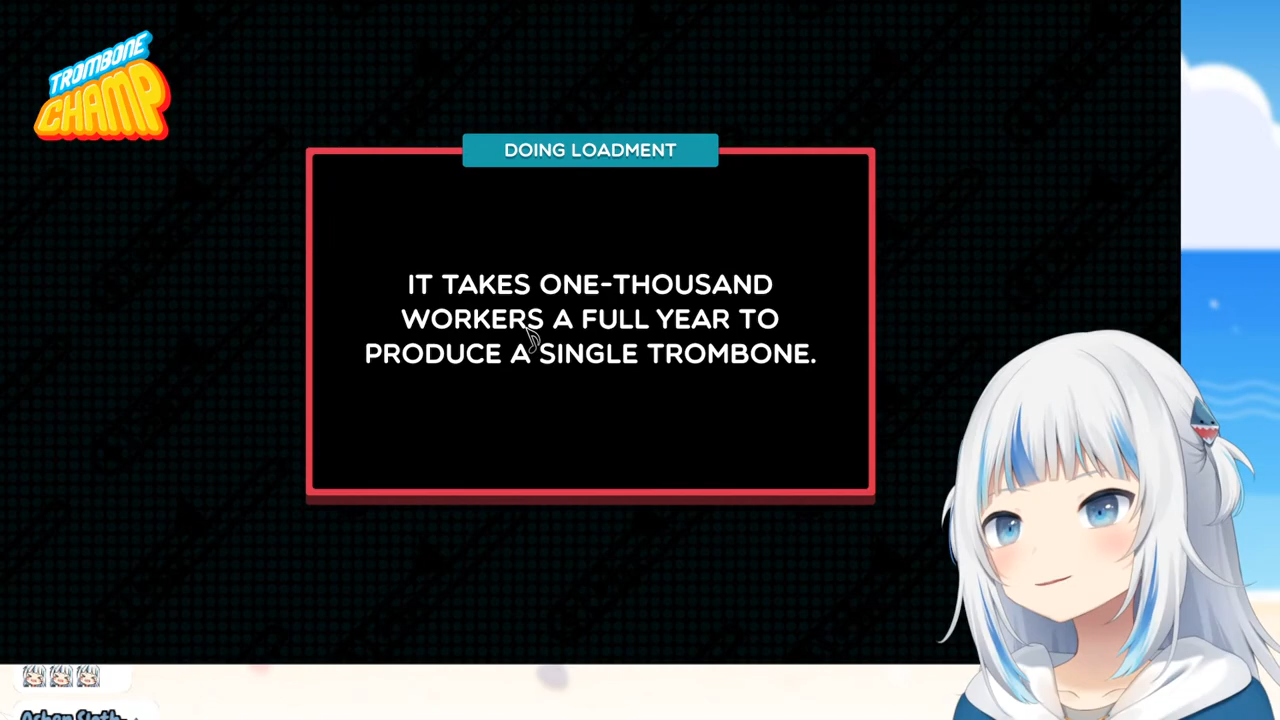 TROMBONE
CHAMP
DOING LOADMENT
IT TAKES ONE-THOUSAND
WORKERS A FULL YEAR TO
PRODUCE A SINGLE TROMBONE.